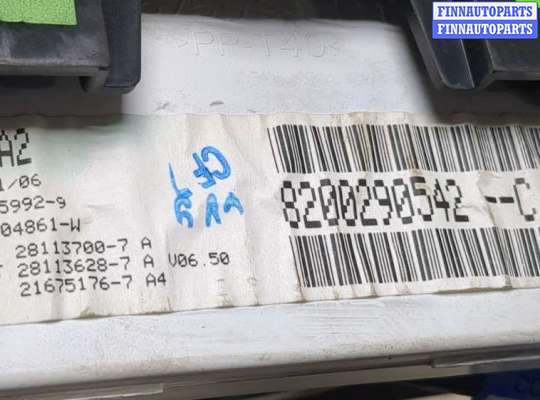 FINNAUTOPARTS
FINNAUTOPARTS
>PP T40<
A2
1/06
5992-9
8200290542 --C
04861-W
28113700-7 A
T 28113628-7 A V06.50
21675176-7 A4